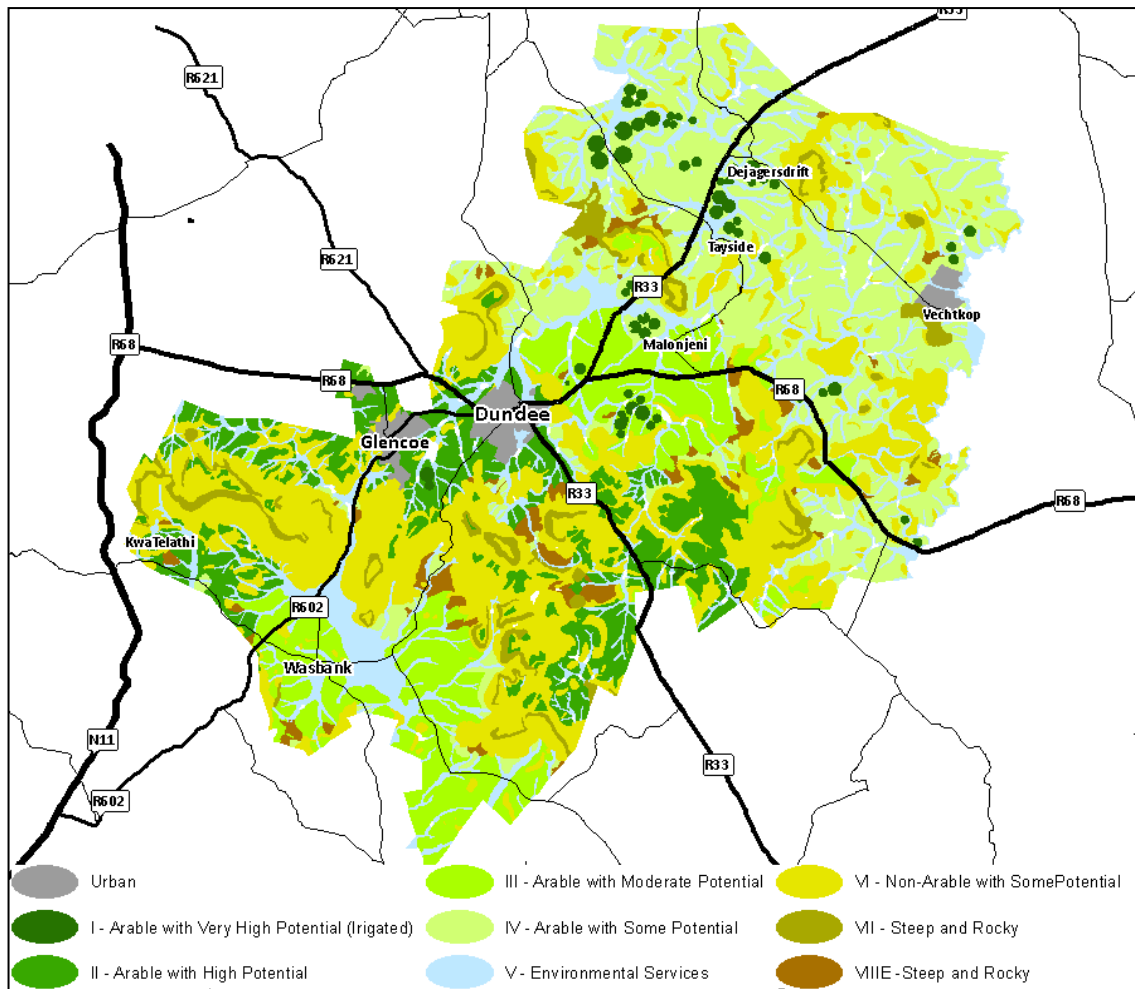 R33
R621
Dejagersdrift
Tayside
R621
R33
Vechtkop
R68
Malonjeni
R68
R68
Dundee
Glencoe
R33
R68
KwaTelathi
R602
Wasbank
N11
R33
R602
Urban
III - Arable with Moderate Potential
VI - Non-Arable with SomePotential
I - Arable with Very High Potential (Irigated)
IV - Arable with Some Potential
VII - Steep and Rocky
II - Arable with High Potential
V - Environmental Services
VIIIE - Steep and Rocky